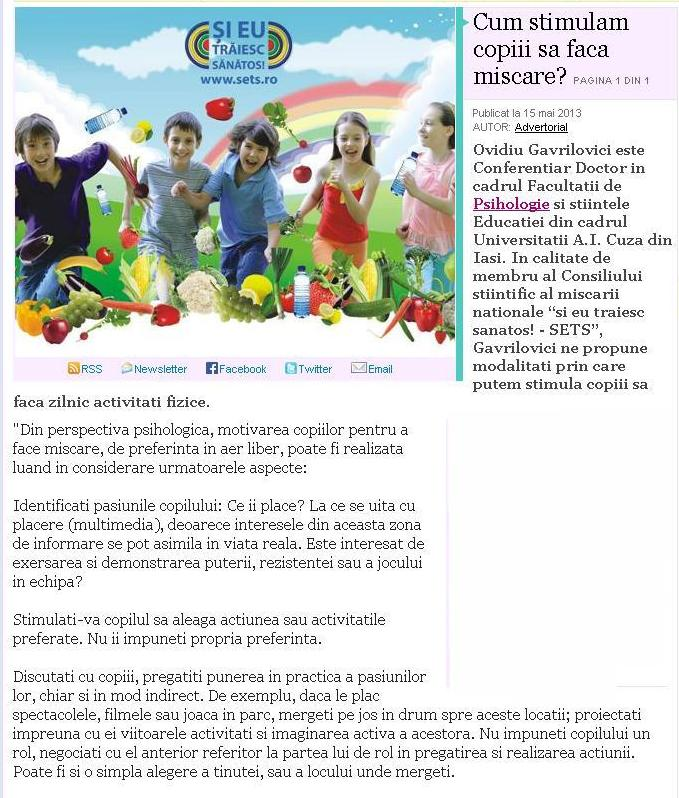 ȘI EU
TRĂIESC
SĂNĂTOS!
www.sets.ro
Cum stimulam
copiii sa faca
miscare? PAGINA 1 DIN 1
Publicat la 15 mai 2013
AUTOR: Advertorial
Ovidiu Gavrilovici este
Conferentiar Doctor in
cadrul Facultatii de
Psihologie si stiintele
Educatiei din cadrul
Universitatii A.I. Cuza din
Iasi. In calitate de
membru al Consiliului
stiintific al miscarii
nationale “si eu traiesc
sanatos! - SETS”,
Gavrilovici ne propune
modalitati prin care
putem stimula copiii sa
RSS Newsletter Facebook Twitter Email
faca zilnic activitati fizice.
"Din perspectiva psihologica, motivarea copiilor pentru a
face miscare, de preferinta in aer liber, poate fi realizata
luand in considerare urmatoarele aspecte:
Identificati pasiunile copilului: Ce ii place? La ce se uita cu
placere (multimedia), deoarece interesele din aceasta zona
de informare se pot asimila in viata reala. Este interesat de
exersarea si demonstrarea puterii, rezistentei sau a jocului
in echipa?
Stimulati-va copilul sa aleaga actiunea sau activitatile
preferate. Nu ii impuneti propria preferinta.
Discutati cu copiii, pregatiti punerea in practica a pasiunilor
lor, chiar si in mod indirect. De exemplu, daca le plac
spectacolele, filmele sau joaca in parc, mergeti pe jos in drum spre aceste locatii; proiectati
impreuna cu ei viitoarele activitati si imaginarea activa a acestora. Nu impuneti copilului un
rol, negociati cu el anterior referitor la partea lui de rol in pregatirea si realizarea actiunii.
Poate fi si o simpla alegere a tinutei, sau a locului unde mergeti.